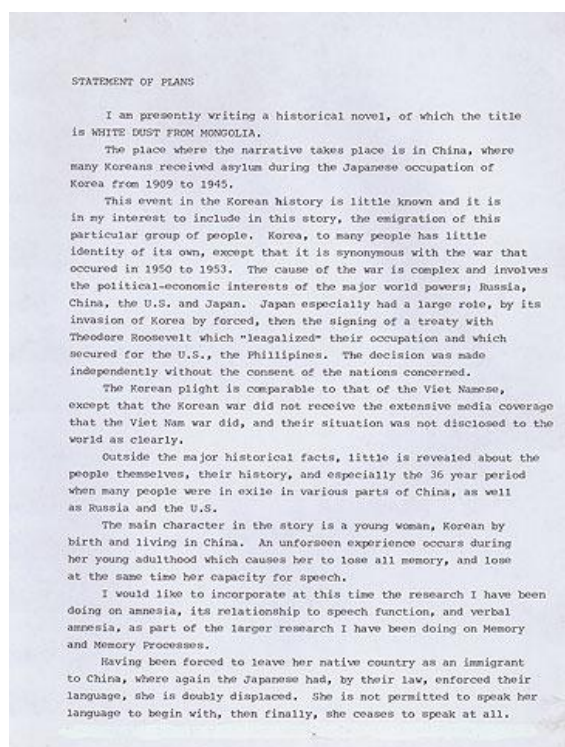 STATEMENT OF PLANS
I am presently writing a historical novel, of which the title
is WHITE DUST FROM MONGOLIA.
The place where the narrative takes place is in China, where
many Koreans received asylum during the Japanese occupation of
Korea from 1909 to 1945.
This event in the Korean history is little known and it is
in my interest to include in this story, the emigration of this
particular group of people. Korea, to many people has little
identity of its own, except that it is synonymous with the war that
occured in 1950 to 1953. The cause of the war is complex and involves
the political-economic interests of the major world powers; Russia,
China, the U.S. and Japan. Japan especially had a large role, by its
invasion of Korea by forced, then the signing of a treaty with
Theodore Roosevelt which "leagalized" their occupation and which
secured for the U.S., the Phillipines. The decision was made
independently without the consent of the nations concerned.
The Korean plight is comparable to that of the Viet Namese,
except that the Korean war did not receive the extensive media coverage
that the Viet Nam war did, and their situation was not disclosed to the
world as clearly.
Outside the major historical facts, little is revealed about the
people themselves, their history, and especially the 36 year period
when many people were in exile in various parts of China, as well
as Russia and the U.S.
The main character in the story is a young woman, Korean by
birth and living in China. An unforseen experience occurs during
her young adulthood which causes her to lose all memory, and lose
at the same time her capacity for speech.
I would like to incorporate at this time the research I have been
doing on amnesia, its relationship to speech function, and verbal
amnesia, as part of the larger research I have been doing on Memory
and Memory Processes.
Having been forced to leave her native country as an immigrant
to China, where again the Japanese had, by their law, enforced their
language, she is doubly displaced. She is not permitted to speak her
language to begin with, then finally, she ceases to speak at all.